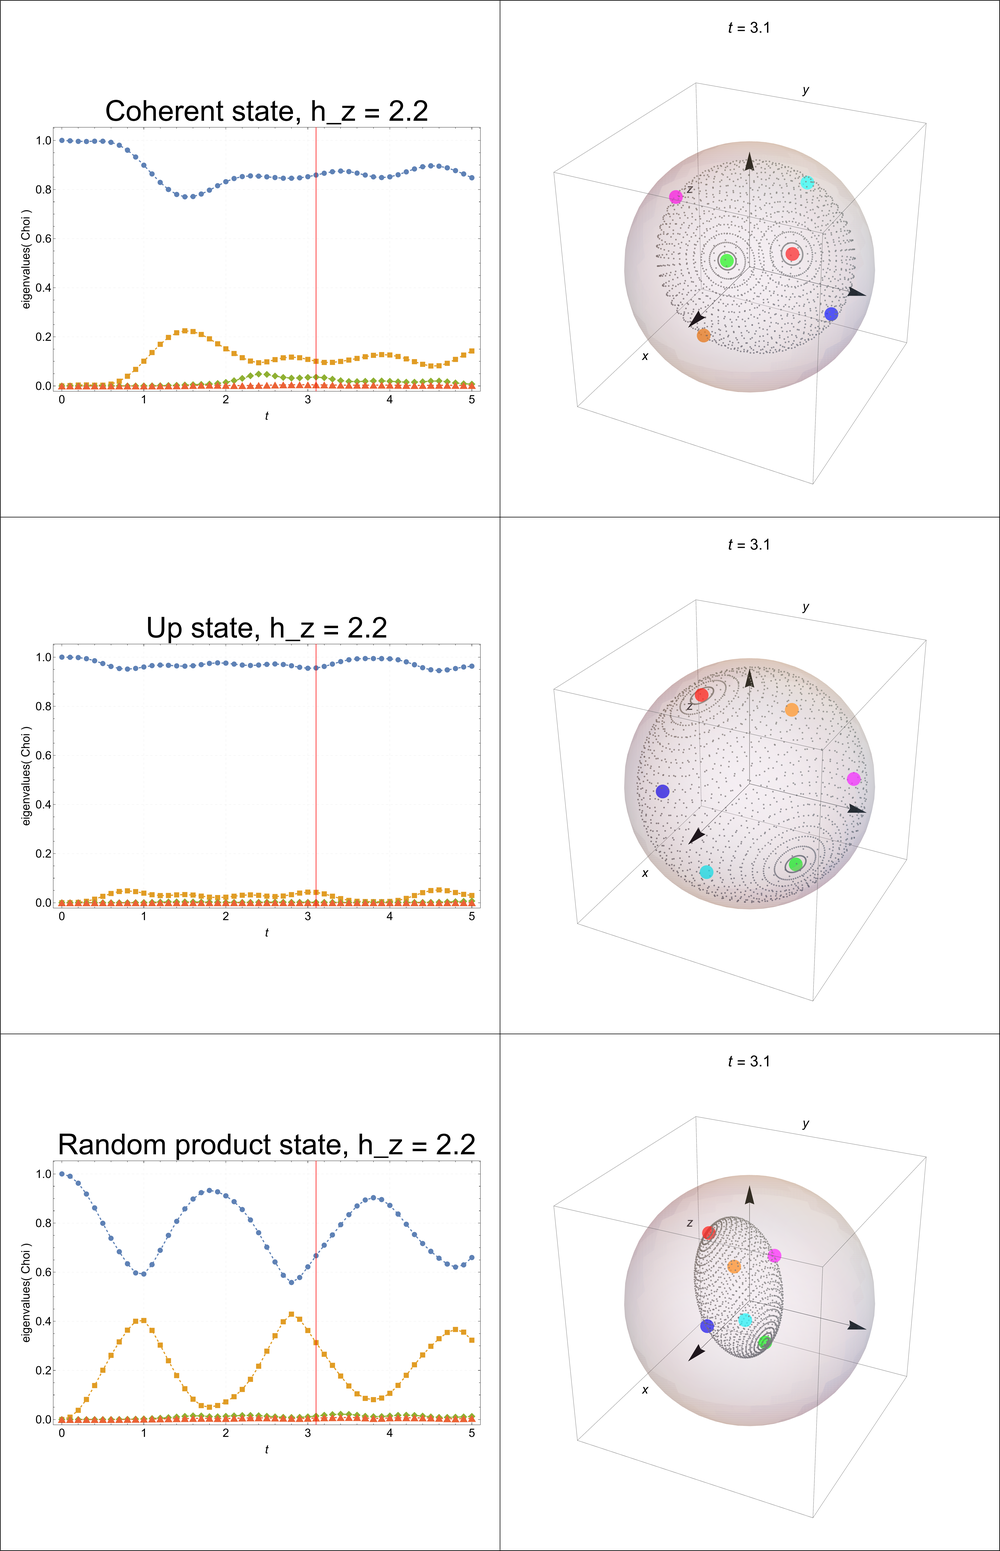 t = 3.1
Coherent state, h_z = 2.2
y
z
x
eigenvalues( Choi )
1.0
0.8
0.6
0.4
0.2
0.0
0 1 2 3 4 5
t
t = 3.1
Up state, h_z = 2.2
y
z
x
eigenvalues( Choi )
1.0
0.8
0.6
0.4
0.2
0.0
0 1 2 3 4 5
t
t = 3.1
Random product state, h_z = 2.2
y
z
x
eigenvalues( Choi )
1.0
0.8
0.6
0.4
0.2
0.0
0 1 2 3 4 5
t